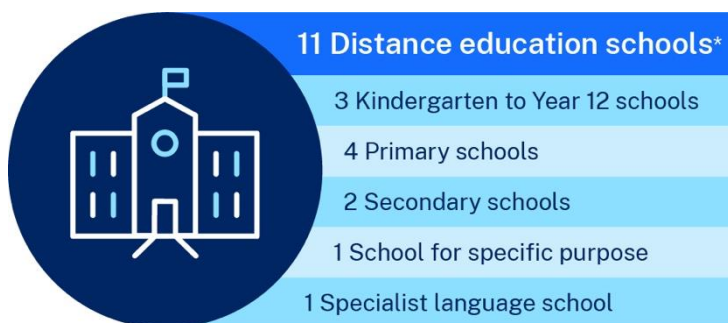 11 Distance education schools*
3 Kindergarten to Year 12 schools
4 Primary schools
2 Secondary schools
1 School for specific purpose
1 Specialist language school